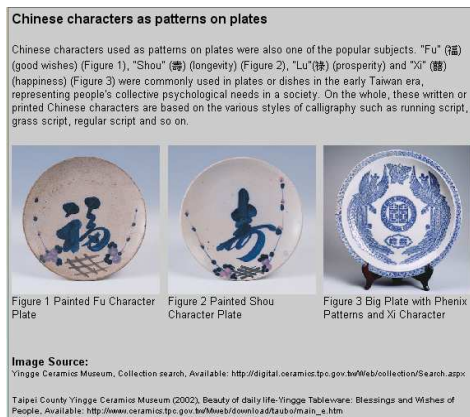 Chinese characters as patterns on plates
Chinese characters used as patterns on plates were also one of the popular subjects. "Fu" (福)
(good wishes) (Figure 1), "Shou" (壽) (longevity) (Figure 2), "Lu"(祿) (prosperity) and "Xi" (囍)
(happiness) (Figure 3) were commonly used in plates or dishes in the early Taiwan era,
representing people's collective psychological needs in a society. On the whole, these written or
printed Chinese characters are based on the various styles of calligraphy such as running script,
grass script, regular script and so on.
福
寿
Figure 1 Painted Fu Character
Plate
Figure 2 Painted Shou
Character Plate
Figure 3 Big Plate with Phenix
Patterns and Xi Character
Image Source:
Yingge Ceramics Museum, Collection search, Available: http://digital.ceramics.tpc.gov.tw/Web/collection/Search.aspx
Taipei County Yingge Ceramics Museum (2002), Beauty of daily life-Yingge Tableware: Blessings and Wishes of
People, Available: http://www.ceramics.tpc.gov.tw/Mweb/download/taubo/main_e.htm